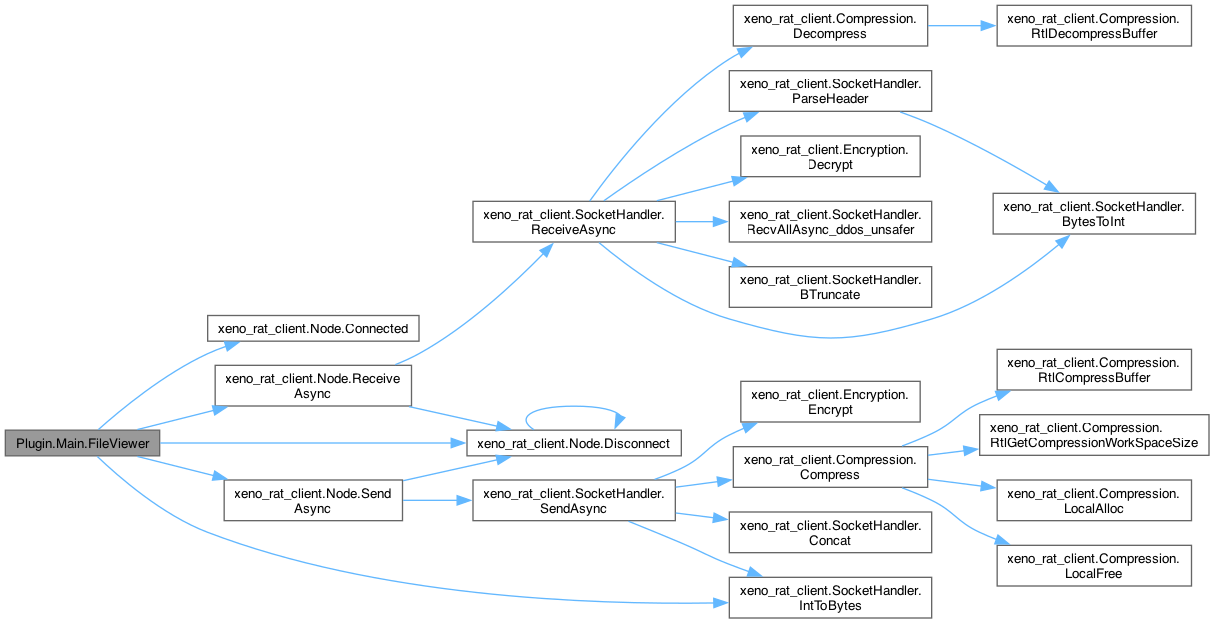 xeno_rat_client.Compression.
Decompress
xeno_rat_client.Compression.
RtlDecompressBuffer
xeno_rat_client.SocketHandler.
ParseHeader
xeno_rat_client.Encryption.
Decrypt
xeno_rat_client.SocketHandler.
ReceiveAsync
xeno_rat_client.SocketHandler.
RecvAllAsync_ddos_unsafer
xeno_rat_client.SocketHandler.
BytesToInt
xeno_rat_client.SocketHandler.
BTruncate
xeno_rat_client.Node.Connected
xeno_rat_client.Node.Receive
Async
xeno_rat_client.Compression.
RtlCompressBuffer
xeno_rat_client.Encryption.
Encrypt
Plugin.Main.FileViewer
xeno_rat_client.Node.Disconnect
xeno_rat_client.Compression.
RtlGetCompressionWorkSpaceSize
xeno_rat_client.Compression.
Compress
xeno_rat_client.Node.Send
Async
xeno_rat_client.SocketHandler.
SendAsync
xeno_rat_client.Compression.
LocalAlloc
xeno_rat_client.SocketHandler.
Concat
xeno_rat_client.Compression.
LocalFree
xeno_rat_client.SocketHandler.
IntToBytes